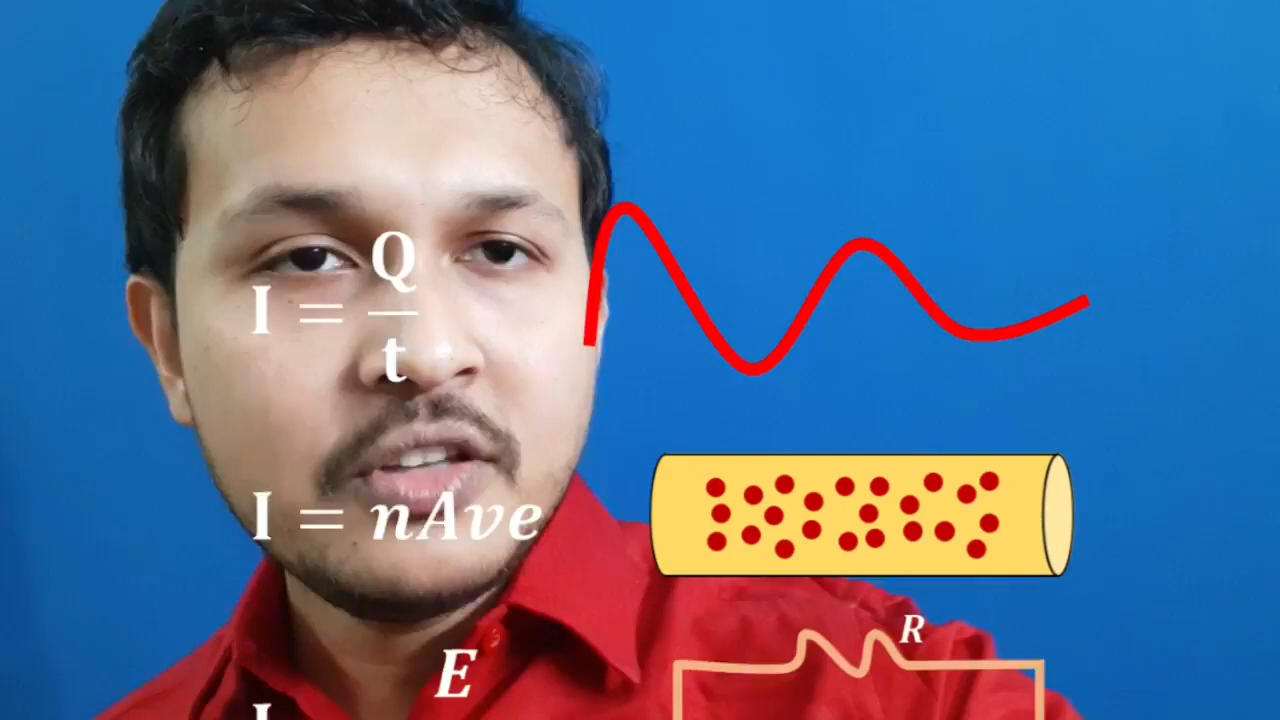 I = Q/t
I = nAve
R
E
I